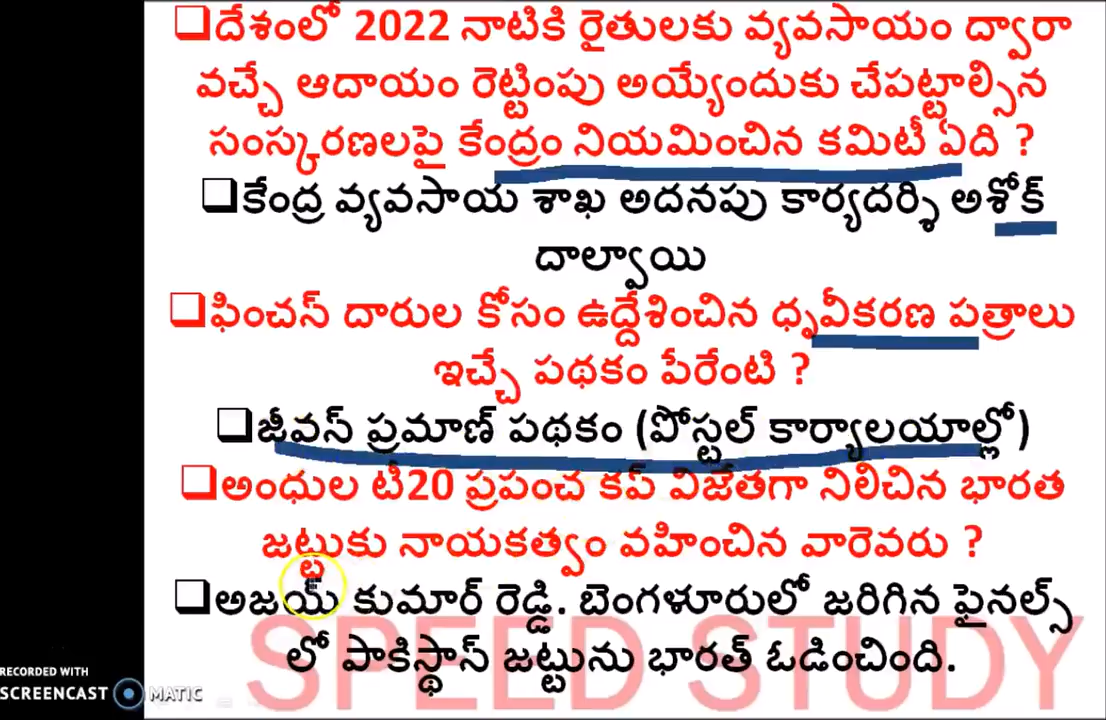 ❑దేశంలో 2022 నాటికి రైతులకు వ్యవసాయం ద్వారా
వచ్చే ఆదాయం రెట్టింపు అయ్యేందుకు చేపట్టాల్సిన
సంస్కరణలపై కేంద్రం నియమించిన కమిటీ ఏది ?
❑కేంద్ర వ్యవసాయ శాఖ అదనపు కార్యదర్శి అశోక్
దాల్వాయి
❑ఫించన్ దారుల కోసం ఉద్దేశించిన ధృవీకరణ పత్రాలు
ఇచ్చే పథకం పేరేంటి ?
❑జీవన్ ప్రమాణ్ పథకం (పోస్టల్ కార్యాలయాల్లో)
❑అంధుల టీ20 ప్రపంచ కప్ విజేతగా నిలిచిన భారత
జట్టుకు నాయకత్వం వహించిన వారెవరు ?
❑అజయ్ కుమార్ రెడ్డి. బెంగళూరులో జరిగిన ఫైనల్స్
లో పాకిస్థాన్ జట్టును భారత్ ఓడించింది.
SPEED STUDY
RECORDED WITH
SCREENCAST MATIC